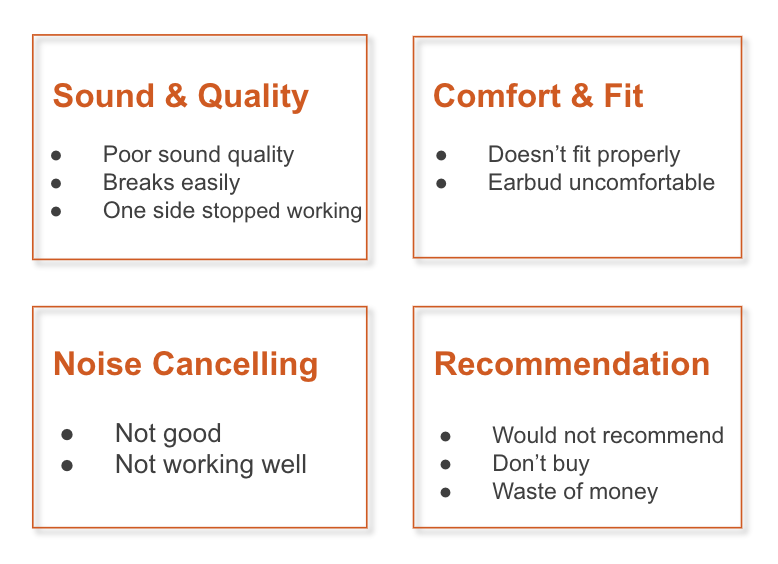 Sound & Quality
● Poor sound quality
● Breaks easily
● One side stopped working
Comfort & Fit
● Doesn’t fit properly
● Earbud uncomfortable
Noise Cancelling
● Not good
● Not working well
Recommendation
● Would not recommend
● Don’t buy
● Waste of money